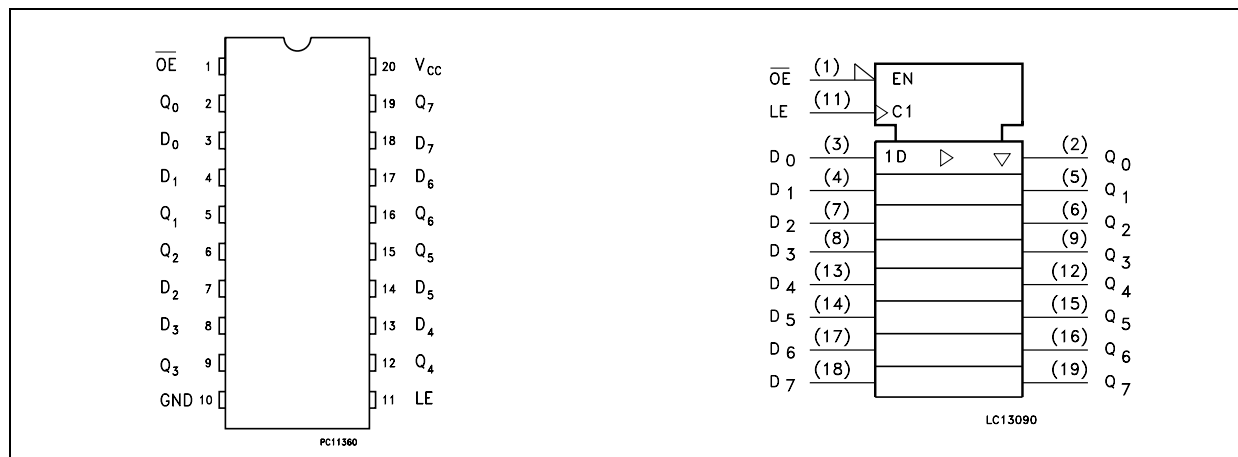 OE 1 20 VCC
Q0 2 19 Q7
D0 3 18 D7
D1 4 17 D6
Q1 5 16 Q6
Q2 6 15 Q5
D2 7 14 D5
D3 8 13 D4
Q3 9 12 Q4
GND 10 11 LE
PC11360
OE (1) EN
LE (11) C1
D0 (3) 1D (2) Q0
D1 (4) (5) Q1
D2 (7) (6) Q2
D3 (8) (9) Q3
D4 (13) (12) Q4
D5 (14) (15) Q5
D6 (17) (16) Q6
D7 (18) (19) Q7
LC13090